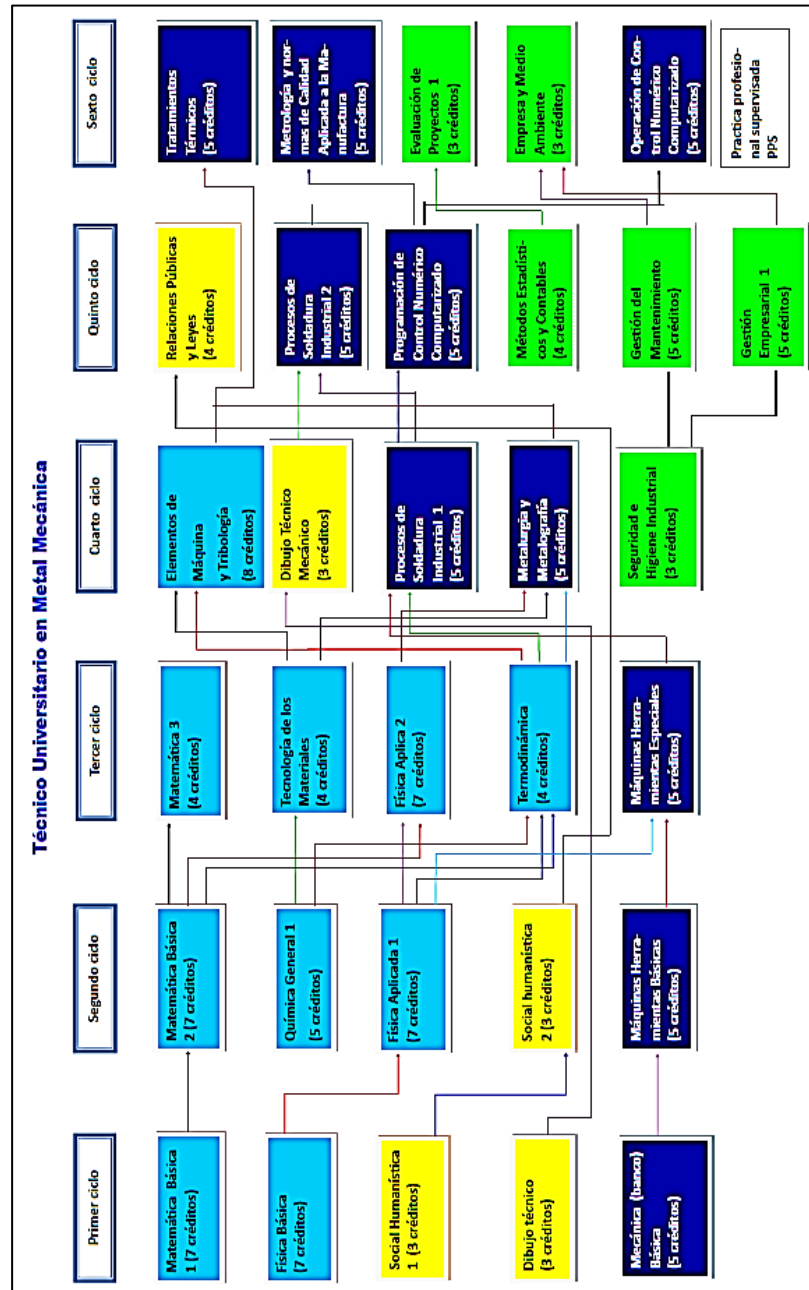 Técnico Universitario en Metal Mecánica
Primer ciclo
Segundo ciclo
Tercer ciclo
Cuarto ciclo
Quinto ciclo
Sexto ciclo
Matemática Básica
1 (7 créditos)
Física Básica
(7 créditos)
Social Humanística
1 (3 créditos)
Dibujo técnico
(3 créditos)
Mecánica (banco)
Básica
(5 créditos)
Matemática Básica
2 (7 créditos)
Química General 1
(5 créditos)
Física Aplicada 1
(7 créditos)
Social humanística
2 (3 créditos)
Máquinas Herra-
mientas Básicas
(5 créditos)
Matemática 3
(4 créditos)
Tecnología de los
Materiales
(4 créditos)
Física Aplica 2
(7 créditos)
Termodinámica
(4 créditos)
Máquinas Herra-
mientas Especiales
(5 créditos)
Elementos de
Máquina
y Tribología
(8 créditos)
Dibujo Técnico
Mecánico
(3 créditos)
Procesos de
Soldadura
Industrial 1
(5 créditos)
Metalurgia y
Metalografía
(5 créditos)
Seguridad e
Higiene Industrial
(3 créditos)
Relaciones Públicas
y Leyes
(4 créditos)
Procesos de
Soldadura
Industrial 2
(5 créditos)
Programación de
Control Numérico
Computarizado
(5 créditos)
Métodos Estadísti-
cos y Contables
(4 créditos)
Gestión del
Mantenimiento
(5 créditos)
Gestión
Empresarial 1
(5 créditos)
Tratamientos
Térmicos
(5 créditos)
Metrología y nor-
mas de Calidad
Aplicada a la Ma-
nufactura
(5 créditos)
Evaluación de
Proyectos 1
(3 créditos)
Empresa y Medio
Ambiente
(3 créditos)
Operación de Con-
trol Numérico
Computarizado
(5 créditos)
Practica profesio-
nal supervisada
PPS